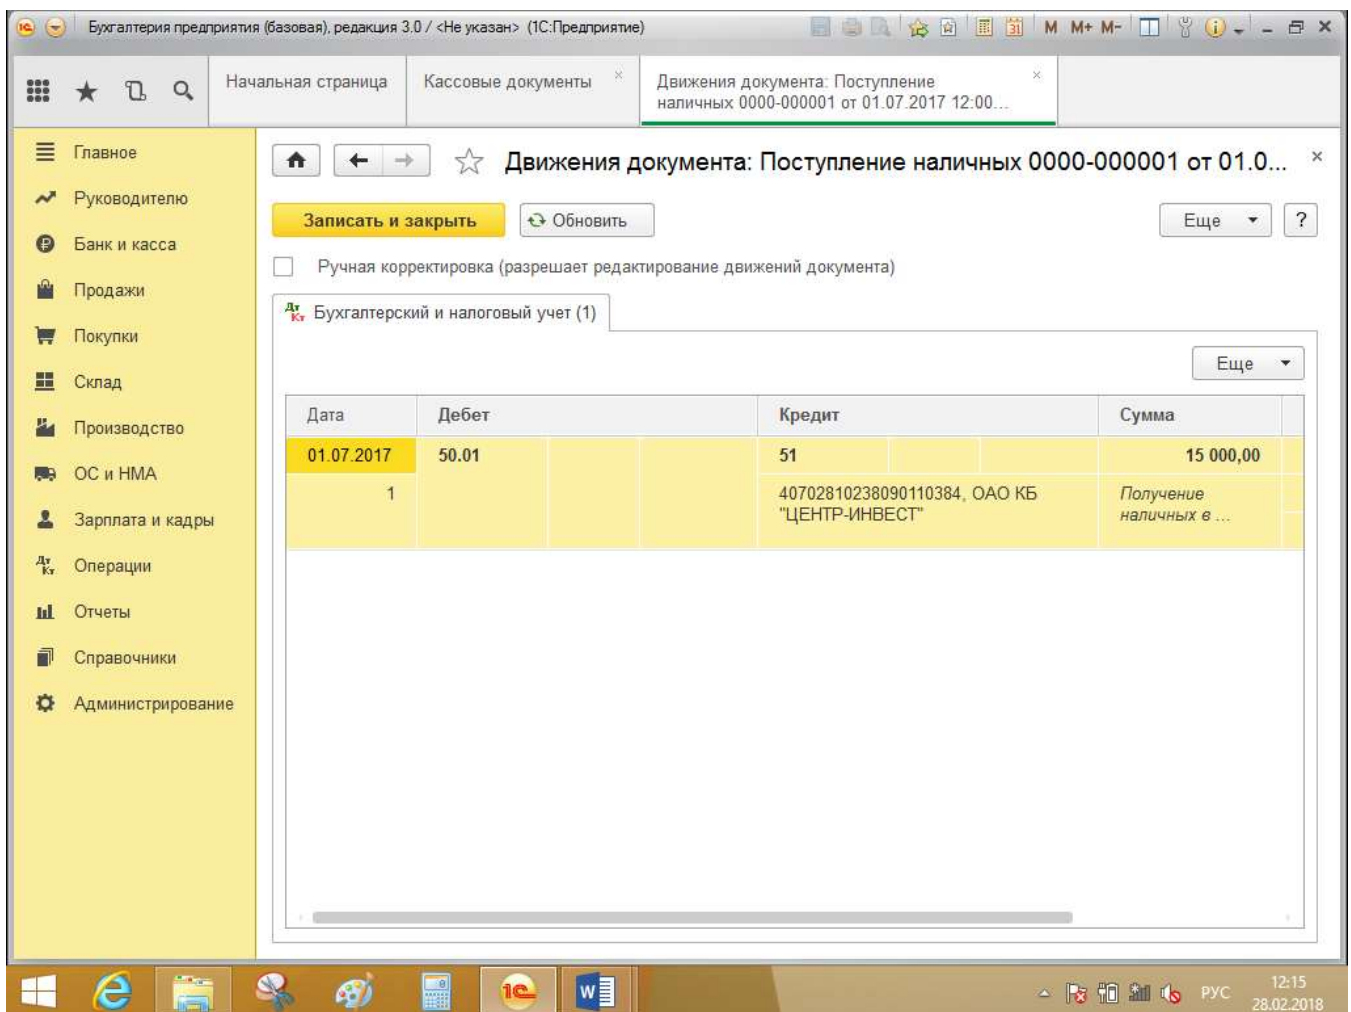 Бухгалтерия предприятия (базовая), редакция 3.0 / <Не указан> (1С:Предприятие)
M M+ M-
Начальная страница
Кассовые документы
Движения документа: Поступление
наличных 0000-000001 от 01.07.2017 12:00...
Главное
Руководителю
Банк и касса
Продажи
Покупки
Склад
Производство
ОС и НМА
Зарплата и кадры
Операции
Отчеты
Справочники
Администрирование
Движения документа: Поступление наличных 0000-000001 от 01.0...
Записать и закрыть
Обновить
Еще
?
Ручная корректировка (разрешает редактирование движений документа)
Дт Кт Бухгалтерский и налоговый учет (1)
Еще
Дата Дебет Кредит Сумма
01.07.2017 50.01 51 15 000,00
1 40702810238090110384, ОАО КБ Получение
"ЦЕНТР-ИНВЕСТ" наличных в ...
РУС
12:15
28.02.2018